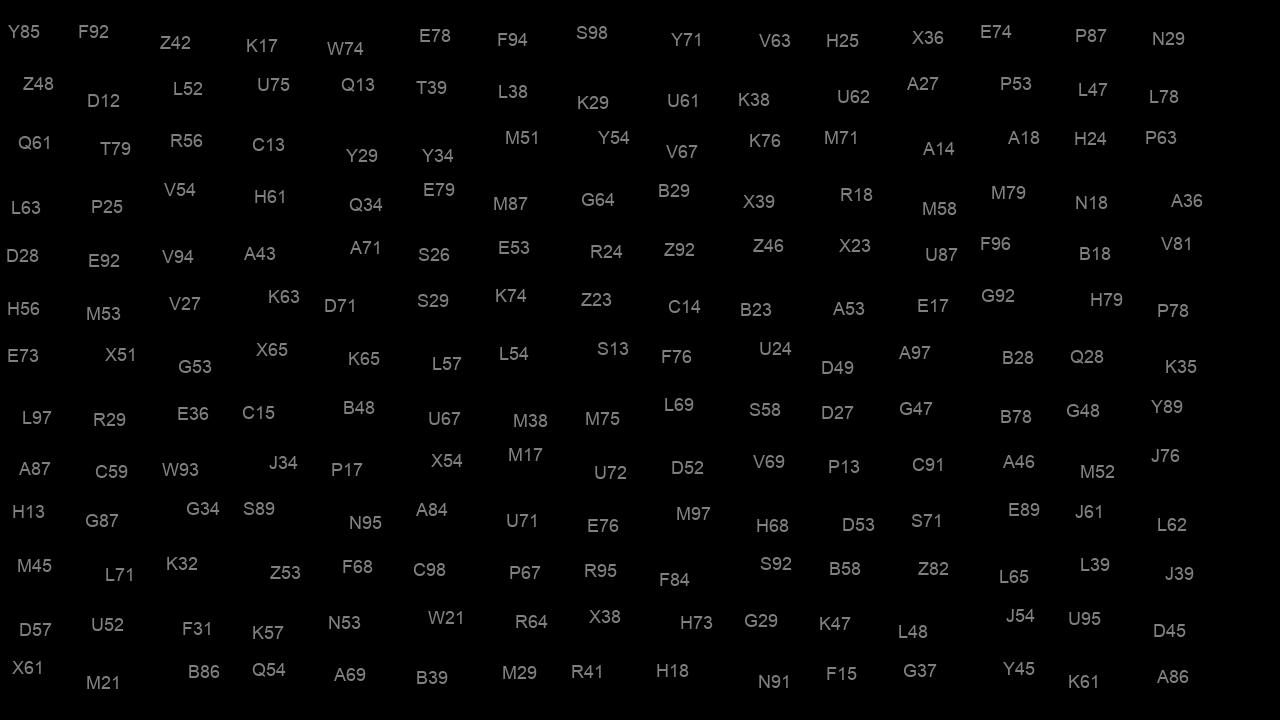 Y85 F92 Z42 K17 W74 E78 F94 S98 Y71 V63 H25 X36 E74 P87 N29
Z48 D12 L52 U75 Q13 T39 L38 K29 U61 K38 U62 A27 P53 L47 L78
Q61 T79 R56 C13 Y29 Y34 M51 Y54 V67 K76 M71 A14 A18 H24 P63
L63 P25 V54 H61 Q34 E79 M87 G64 B29 X39 R18 M58 M79 N18 A36
D28 E92 V94 A43 A71 S26 E53 R24 Z92 Z46 X23 U87 F96 B18 V81
H56 M53 V27 K63 D71 S29 K74 Z23 C14 B23 A53 E17 G92 H79 P78
E73 X51 G53 X65 K65 L57 L54 S13 F76 U24 D49 A97 B28 Q28 K35
L97 R29 E36 C15 B48 U67 M38 M75 L69 S58 D27 G47 B78 G48 Y89
A87 C59 W93 J34 P17 X54 M17 U72 D52 V69 P13 C91 A46 M52 J76
H13 G87 G34 S89 N95 A84 U71 E76 M97 H68 D53 S71 E89 J61 L62
M45 L71 K32 Z53 F68 C98 P67 R95 F84 S92 B58 Z82 L65 L39 J39
D57 U52 F31 K57 N53 W21 R64 X38 H73 G29 K47 L48 J54 U95 D45
X61 M21 B86 Q54 A69 B39 M29 R41 H18 N91 F15 G37 Y45 K61 A86